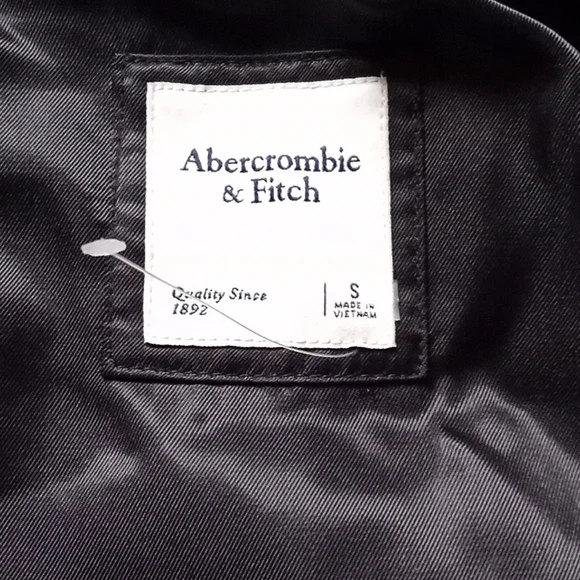 Abercrombie
& Fitch
Quality Since
1892
S
MADE IN
VIETNAM